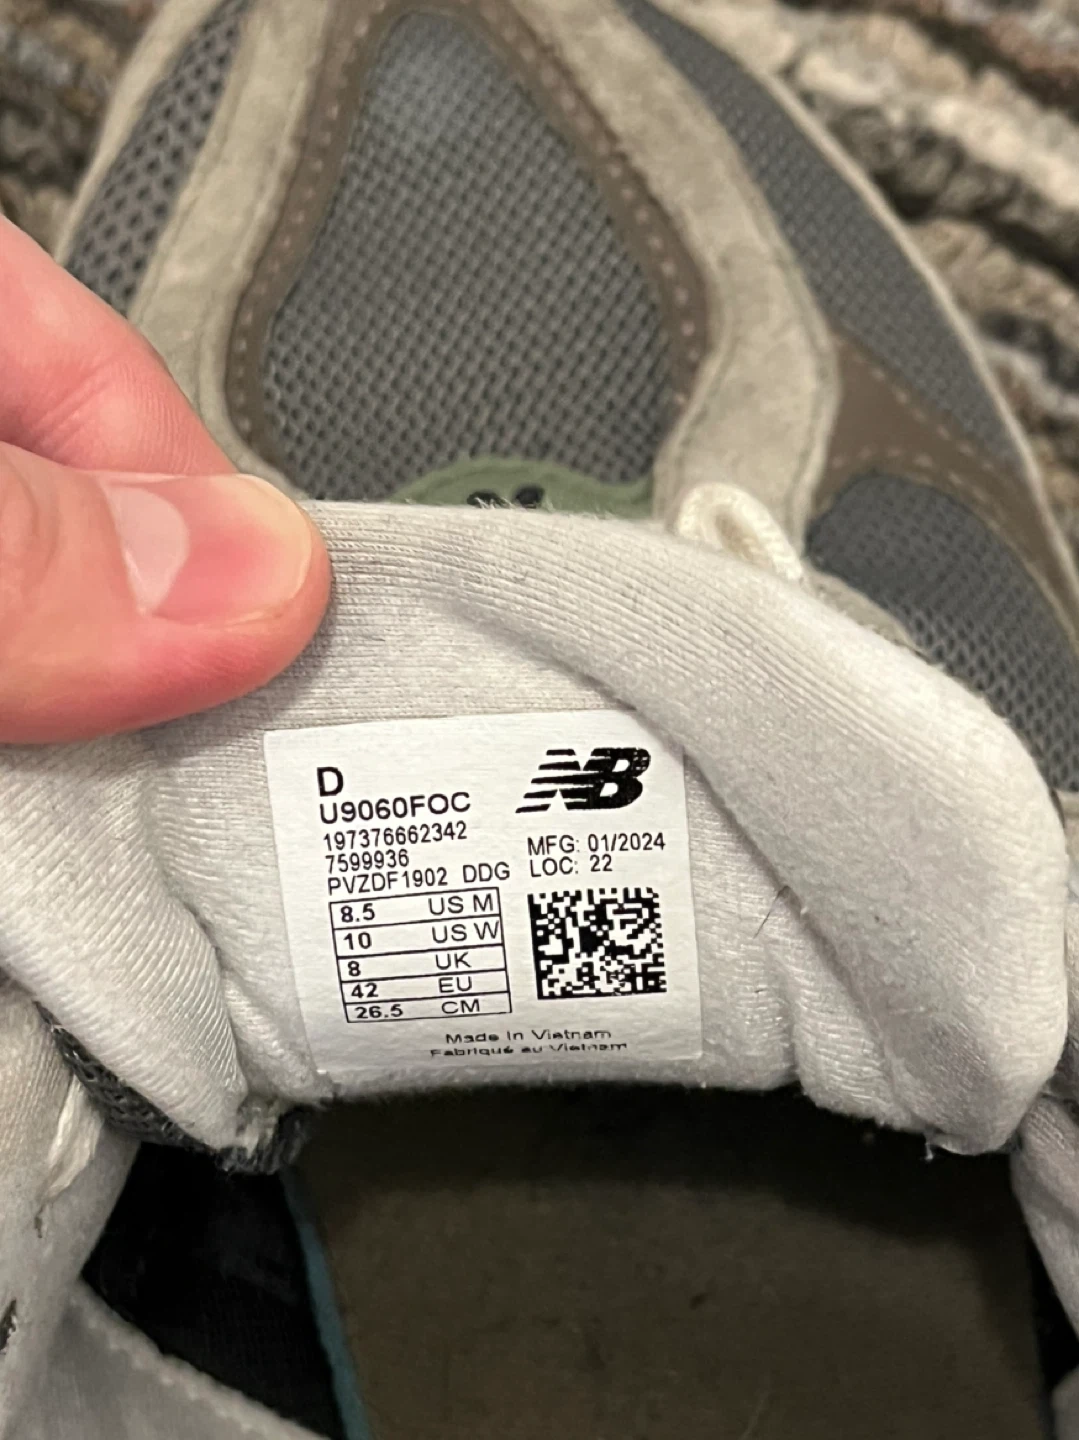 D
NB
U9060FOC
197376662342
7599936
PVZDF1902 DDG
MFG: 01/2024
LOC: 22
8.5 US M
10 US W
8 UK
42 EU
26.5 CM
Made In Vietnam
Fabriqué au Vietnam